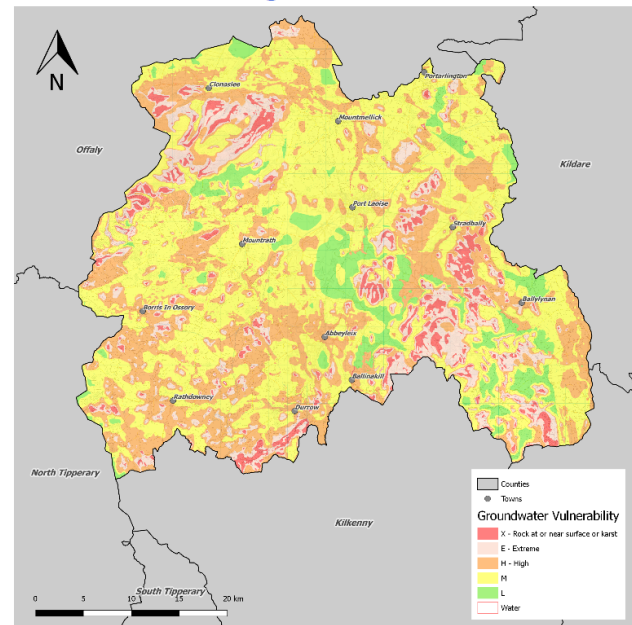 N
Clonaslee
Portarlington
Mountmellick
Offaly
Kildare
Port Laoise
Stradbally
Mountrath
Ballylynan
Borris In Ossory
Abbeyleix
Ballinakill
Rathdowney
Durrow
North Tipperary
Kilkenny
South Tipperary
Counties
Towns
Groundwater Vulnerability
X - Rock at or near surface or karst
E - Extreme
H - High
M
L
Water
0 5 10 15 20 km